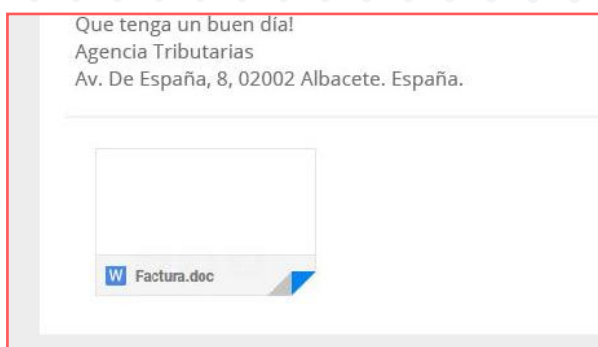 Que tenga un buen día!
Agencia Tributarias
Av. De España, 8, 02002 Albacete. España.
W Factura.doc